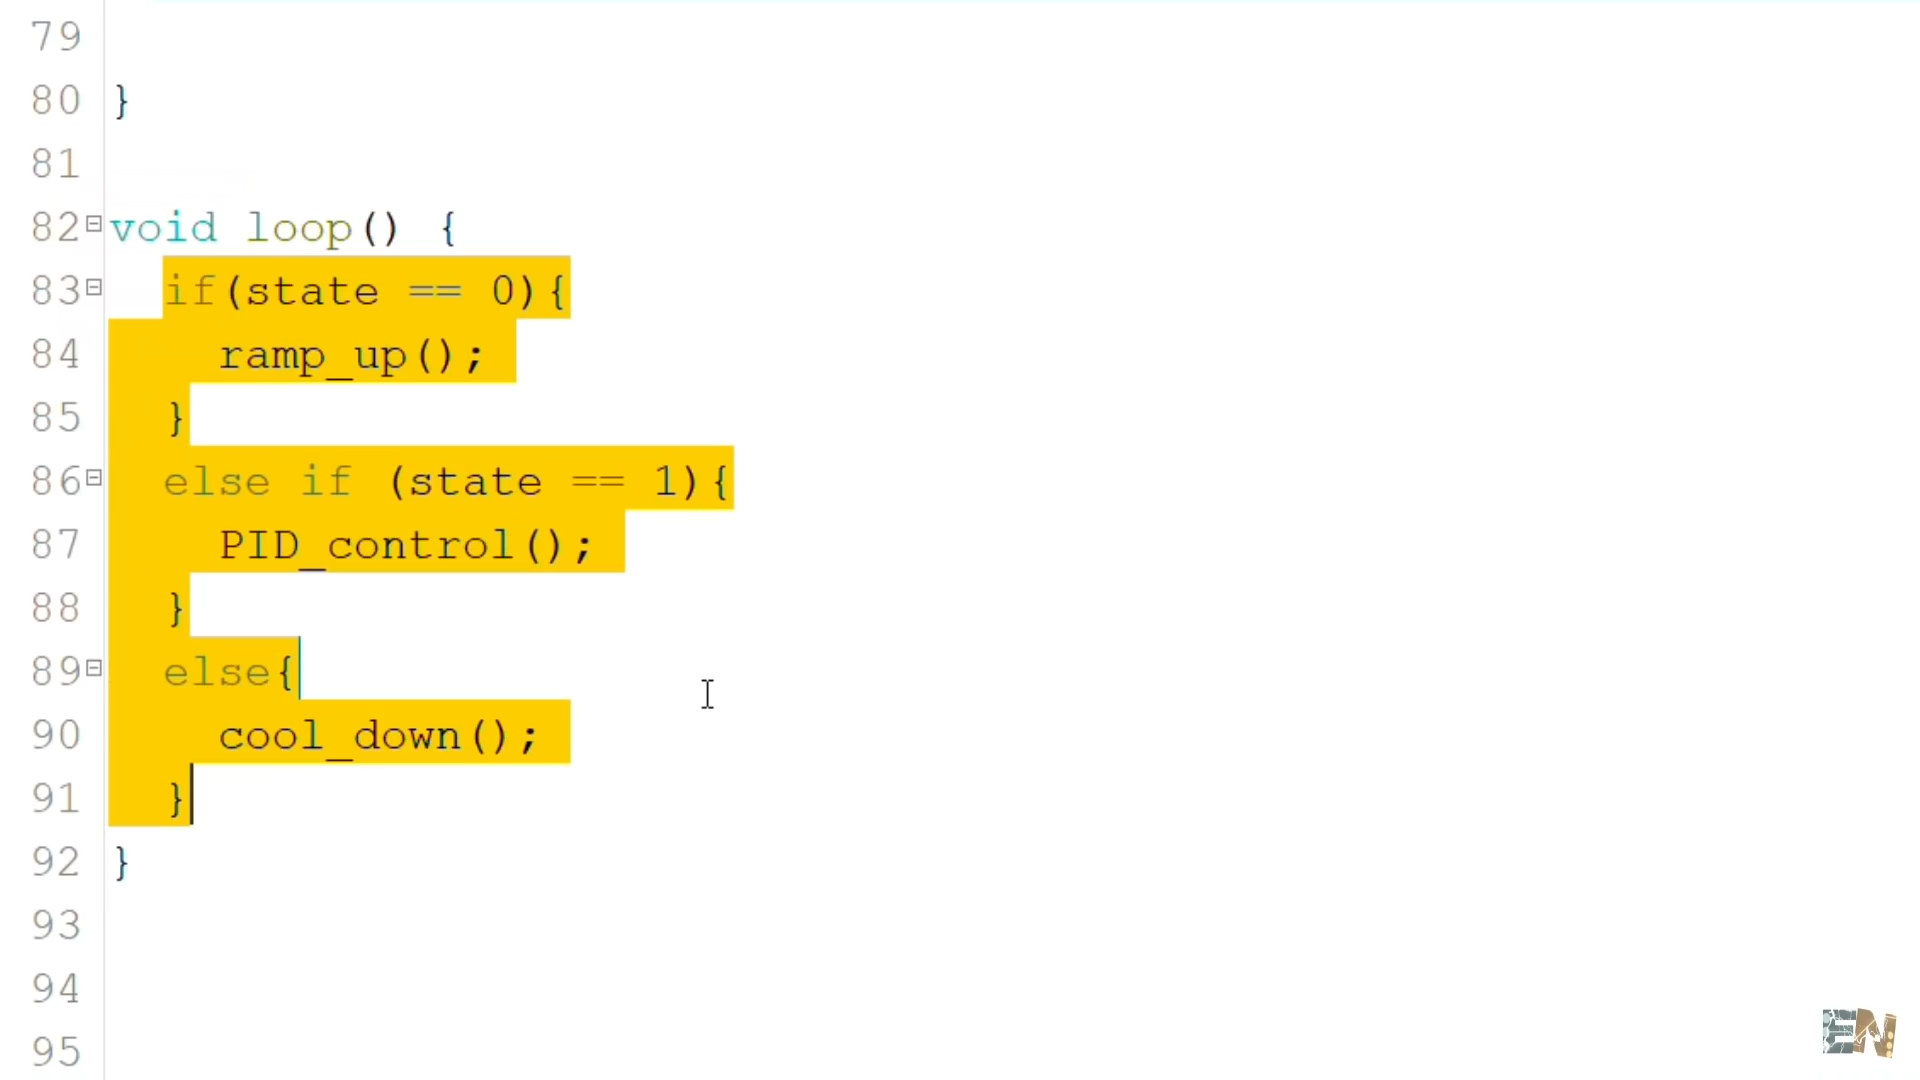 79
80 }
81
82 void loop() {
83 if(state == 0){
84 ramp_up();
85 }
86 else if (state == 1){
87 PID_control();
88 }
89 else{
90 cool_down();
91 }
92 }
93
94
95
EN